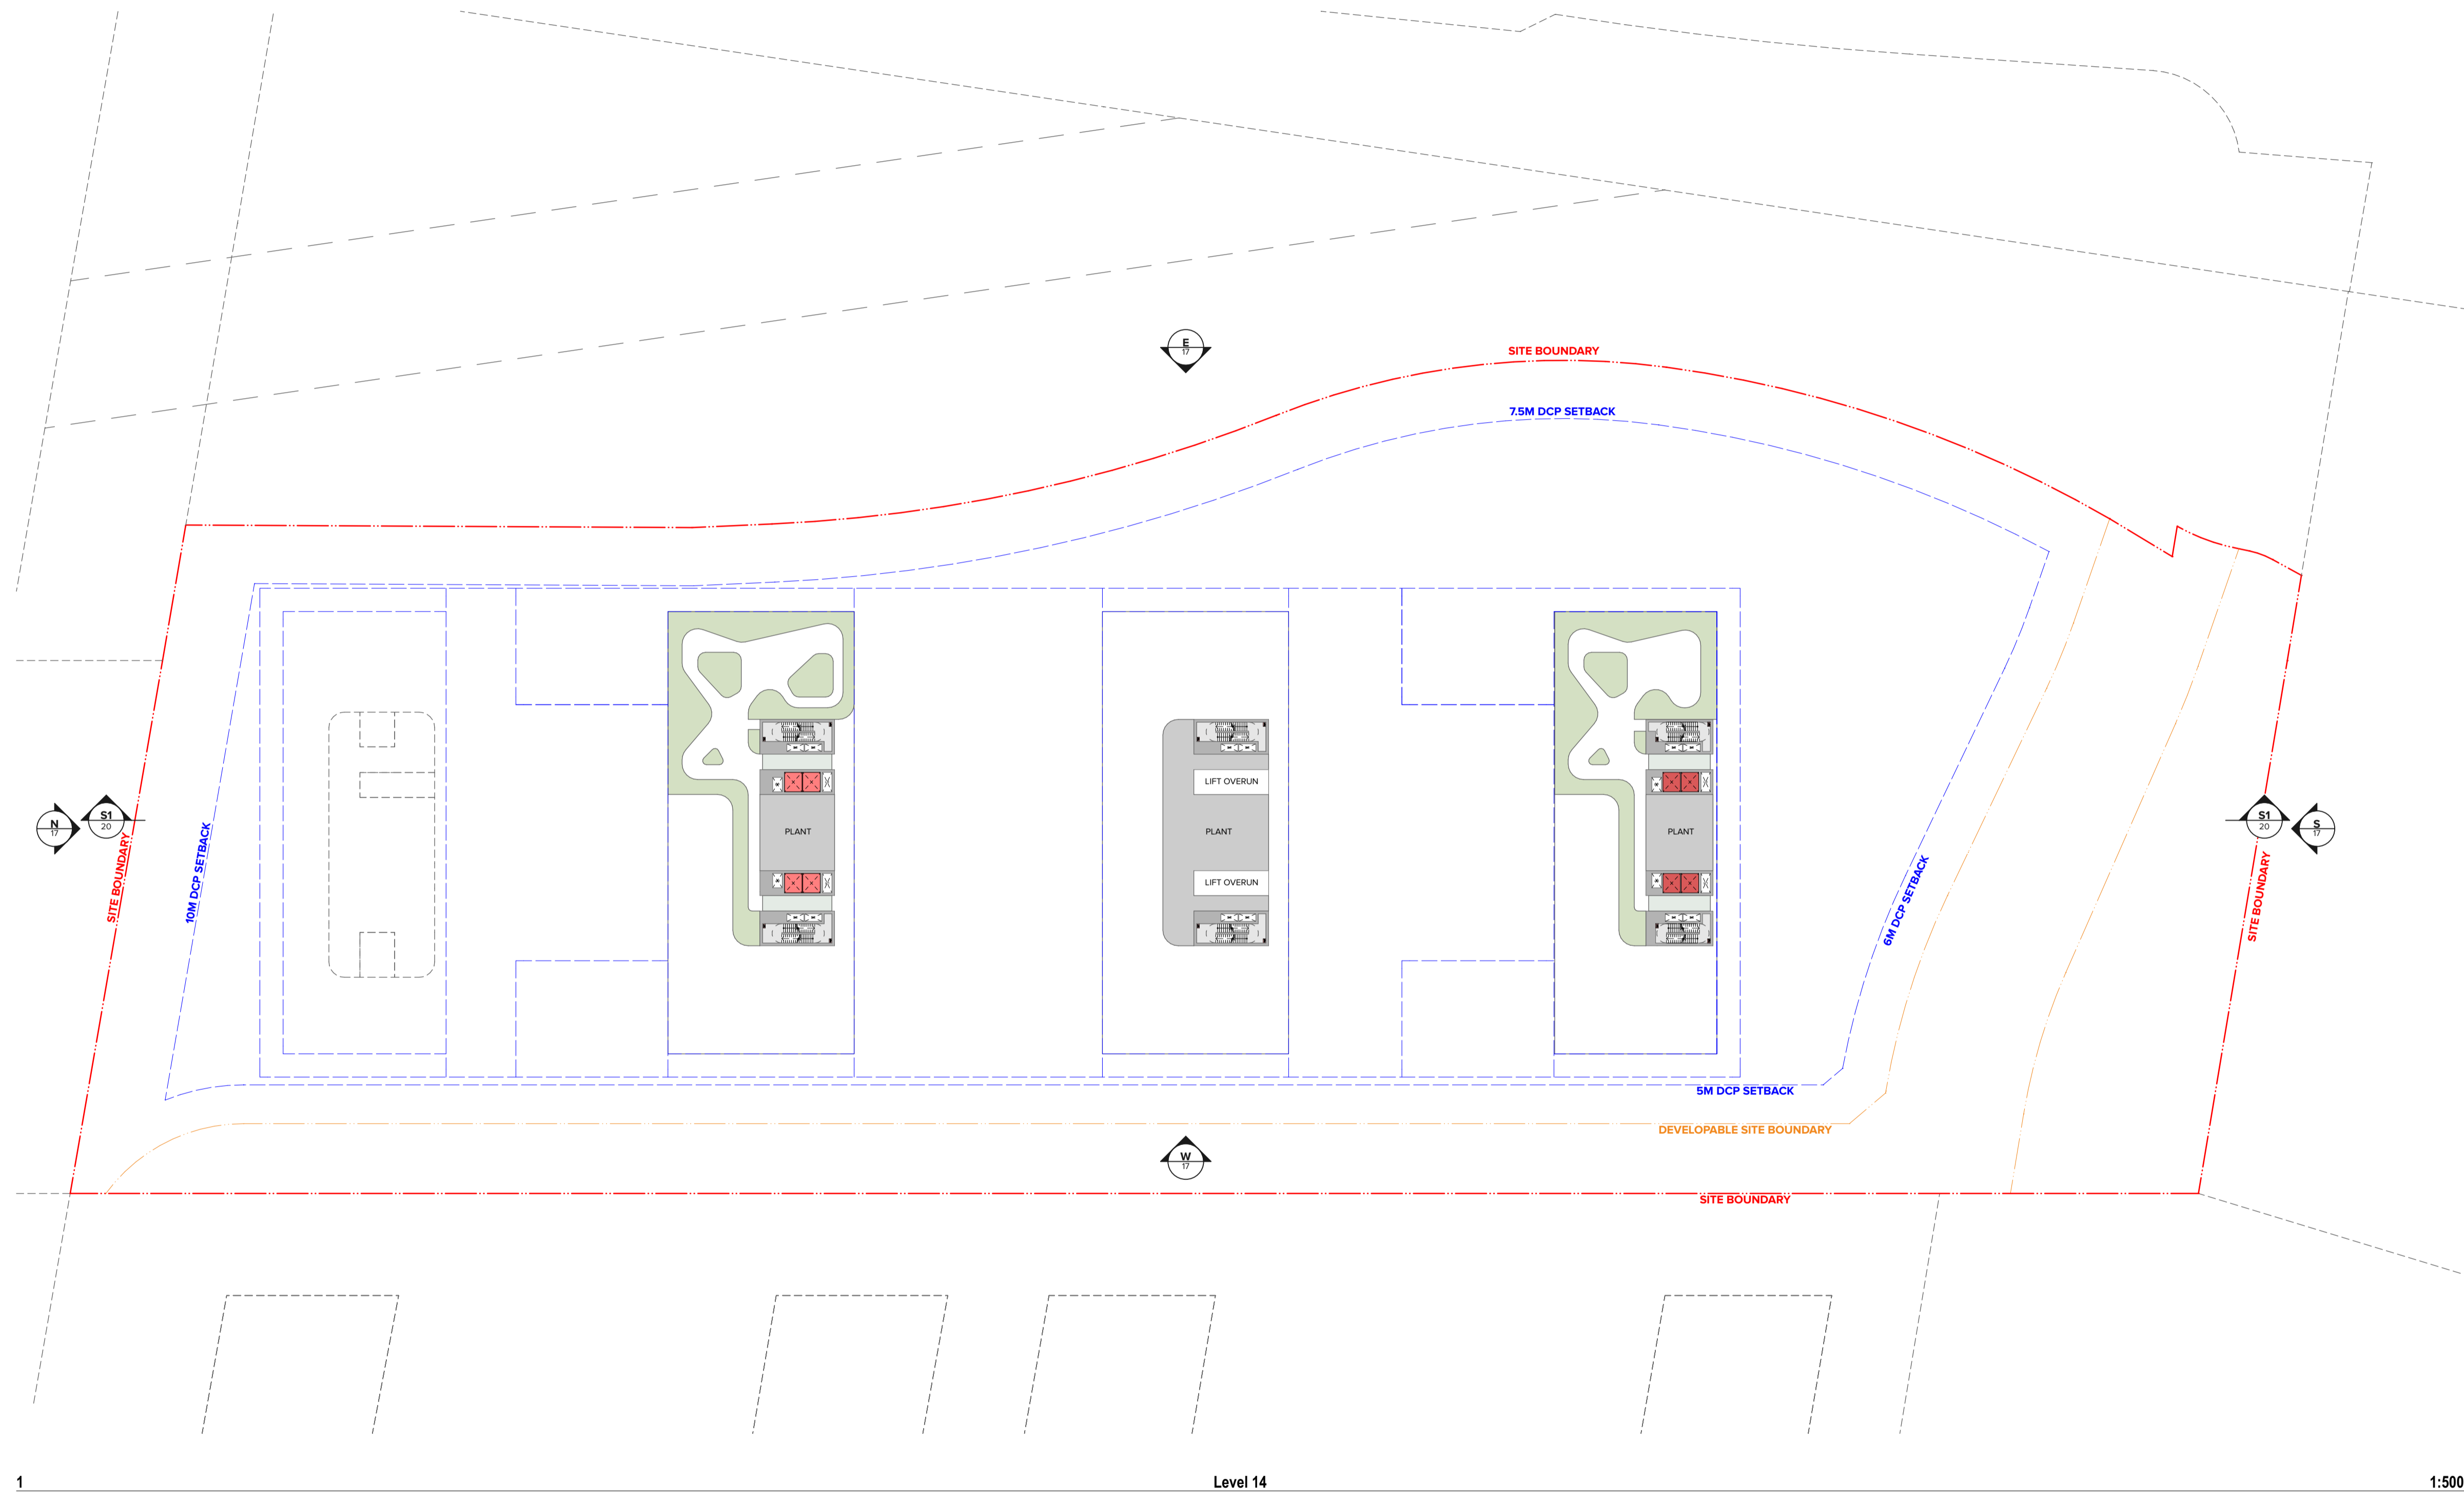 E
17
SITE BOUNDARY
7.5M DCP SETBACK
LIFT OVERUN
N
17
S1
20
PLANT
PLANT
PLANT
S1
20
S
17
SITE BOUNDARY
10M DCP SETBACK
LIFT OVERUN
6M DCP SETBACK
SITE BOUNDARY
5M DCP SETBACK
DEVELOPABLE SITE BOUNDARY
W
17
SITE BOUNDARY
1
Level 14
1:500